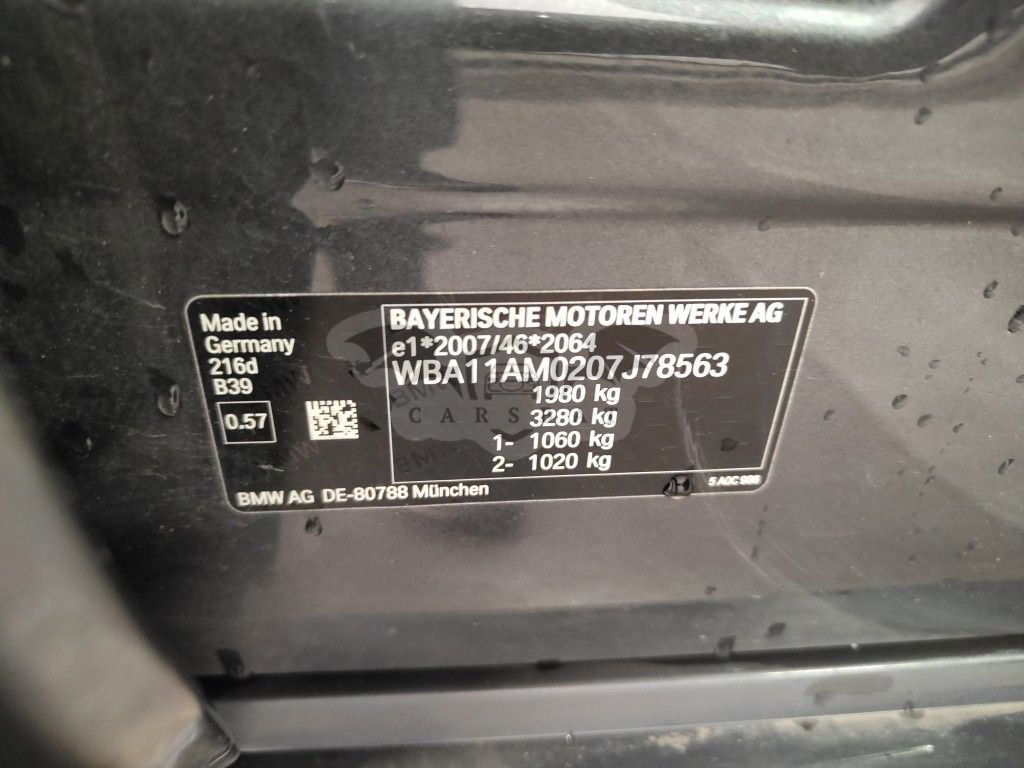 Made in
Germany
216d
B39
0.57
BAYERISCHE MOTOREN WERKE AG
e1*2007/46*2064
WBA11AM0207J78563
1980 kg
3280 kg
1- 1060 kg
2- 1020 kg
BMW AG DE-80788 München